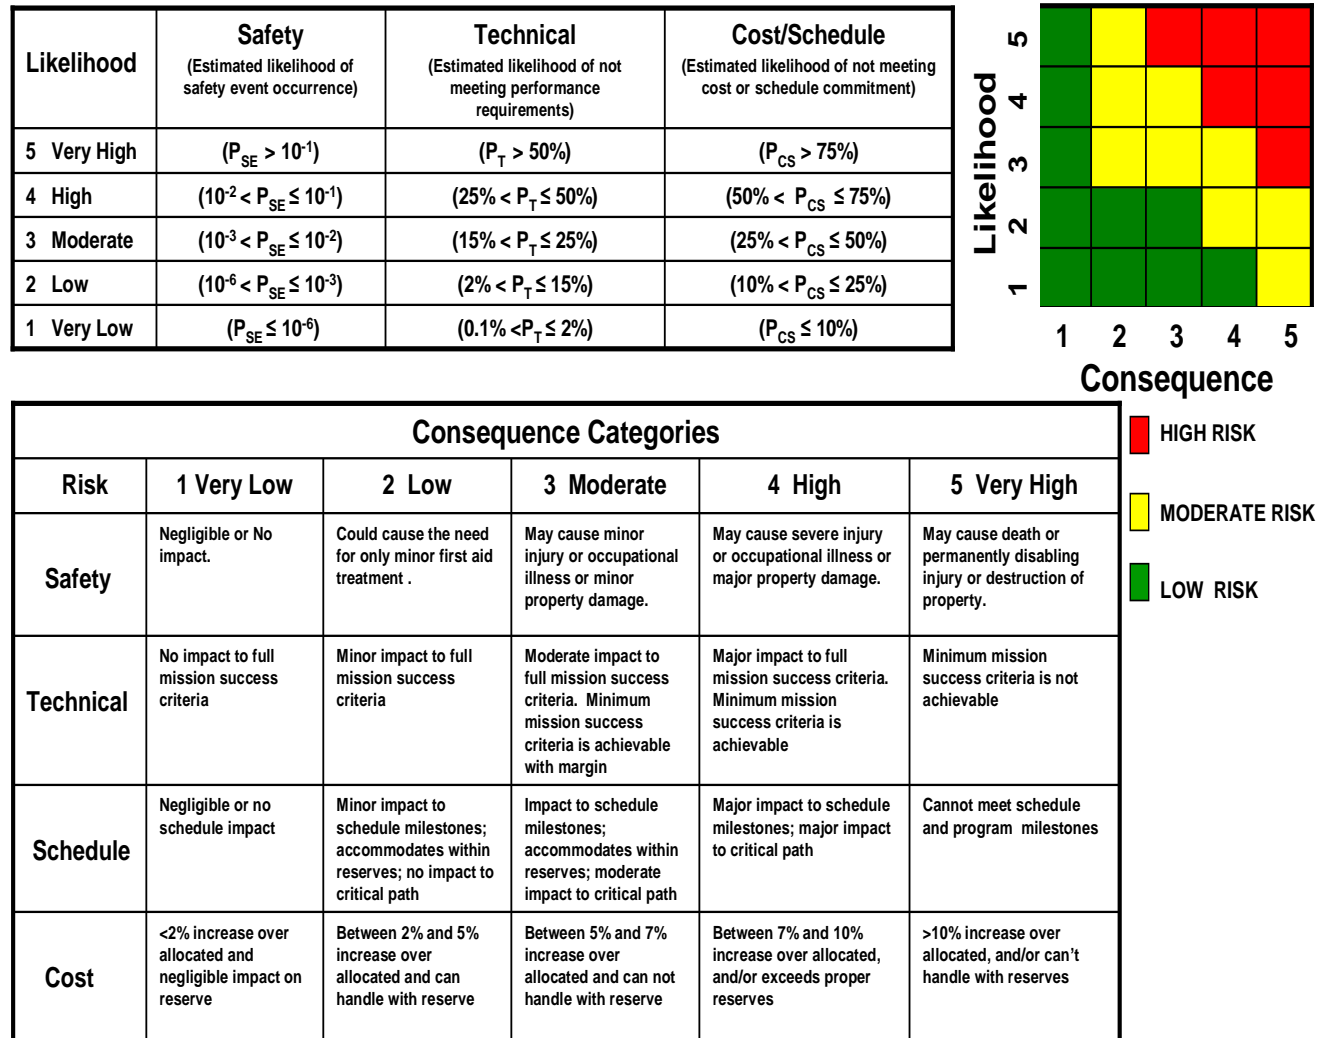 Likelihood
Safety
(Estimated likelihood of
safety event occurrence)
Technical
(Estimated likelihood of not
meeting performance
requirements)
Cost/Schedule
(Estimated likelihood of not meeting
cost or schedule commitment)
5 Very High
(P_SE > 10^-1)
(P_T > 50%)
(P_CS > 75%)
4 High
(10^-2 < P_SE ≤ 10^-1)
(25% < P_T ≤ 50%)
(50% < P_CS ≤ 75%)
3 Moderate
(10^-3 < P_SE ≤ 10^-2)
(15% < P_T ≤ 25%)
(25% < P_CS ≤ 50%)
2 Low
(10^-6 < P_SE ≤ 10^-3)
(2% < P_T ≤ 15%)
(10% < P_CS ≤ 25%)
1 Very Low
(P_SE ≤ 10^-6)
(0.1% <P_T ≤ 2%)
(P_CS ≤ 10%)
Likelihood
5
4
3
2
1
1 2 3 4 5
Consequence
HIGH RISK
MODERATE RISK
LOW RISK
Consequence Categories
Risk
1 Very Low
2 Low
3 Moderate
4 High
5 Very High
Safety
Negligible or No
impact.
Could cause the need
for only minor first aid
treatment .
May cause minor
injury or occupational
illness or minor
property damage.
May cause severe injury
or occupational illness or
major property damage.
May cause death or
permanently disabling
injury or destruction of
property.
Technical
No impact to full
mission success
criteria
Minor impact to full
mission success
criteria
Moderate impact to
full mission success
criteria. Minimum
mission success
criteria is achievable
with margin
Major impact to full
mission success criteria.
Minimum mission
success criteria is
achievable
Minimum mission
success criteria is not
achievable
Schedule
Negligible or no
schedule impact
Minor impact to
schedule milestones;
accommodates within
reserves; no impact to
critical path
Impact to schedule
milestones;
accommodates within
reserves; moderate
impact to critical path
Major impact to schedule
milestones; major impact
to critical path
Cannot meet schedule
and program milestones
Cost
<2% increase over
allocated and
negligible impact on
reserve
Between 2% and 5%
increase over
allocated and can
handle with reserve
Between 5% and 7%
increase over
allocated and can not
handle with reserve
Between 7% and 10%
increase over allocated,
and/or exceeds proper
reserves
>10% increase over
allocated, and/or can't
handle with reserves